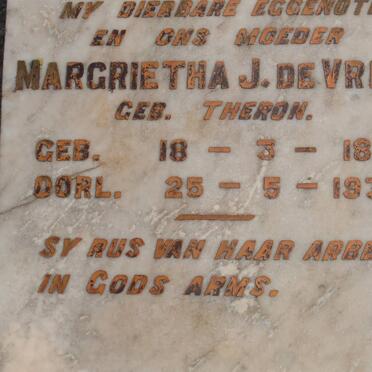 MY DIERBARE EGGENOTE
EN ONS MOEDER
MARGRIETHA J. DE VR
GEB. THERON.
GEB. 18 – 3 – 18
OORL. 25 – 5 – 19
SY RUS VAN HAAR ARBE
IN GODS ARMS.